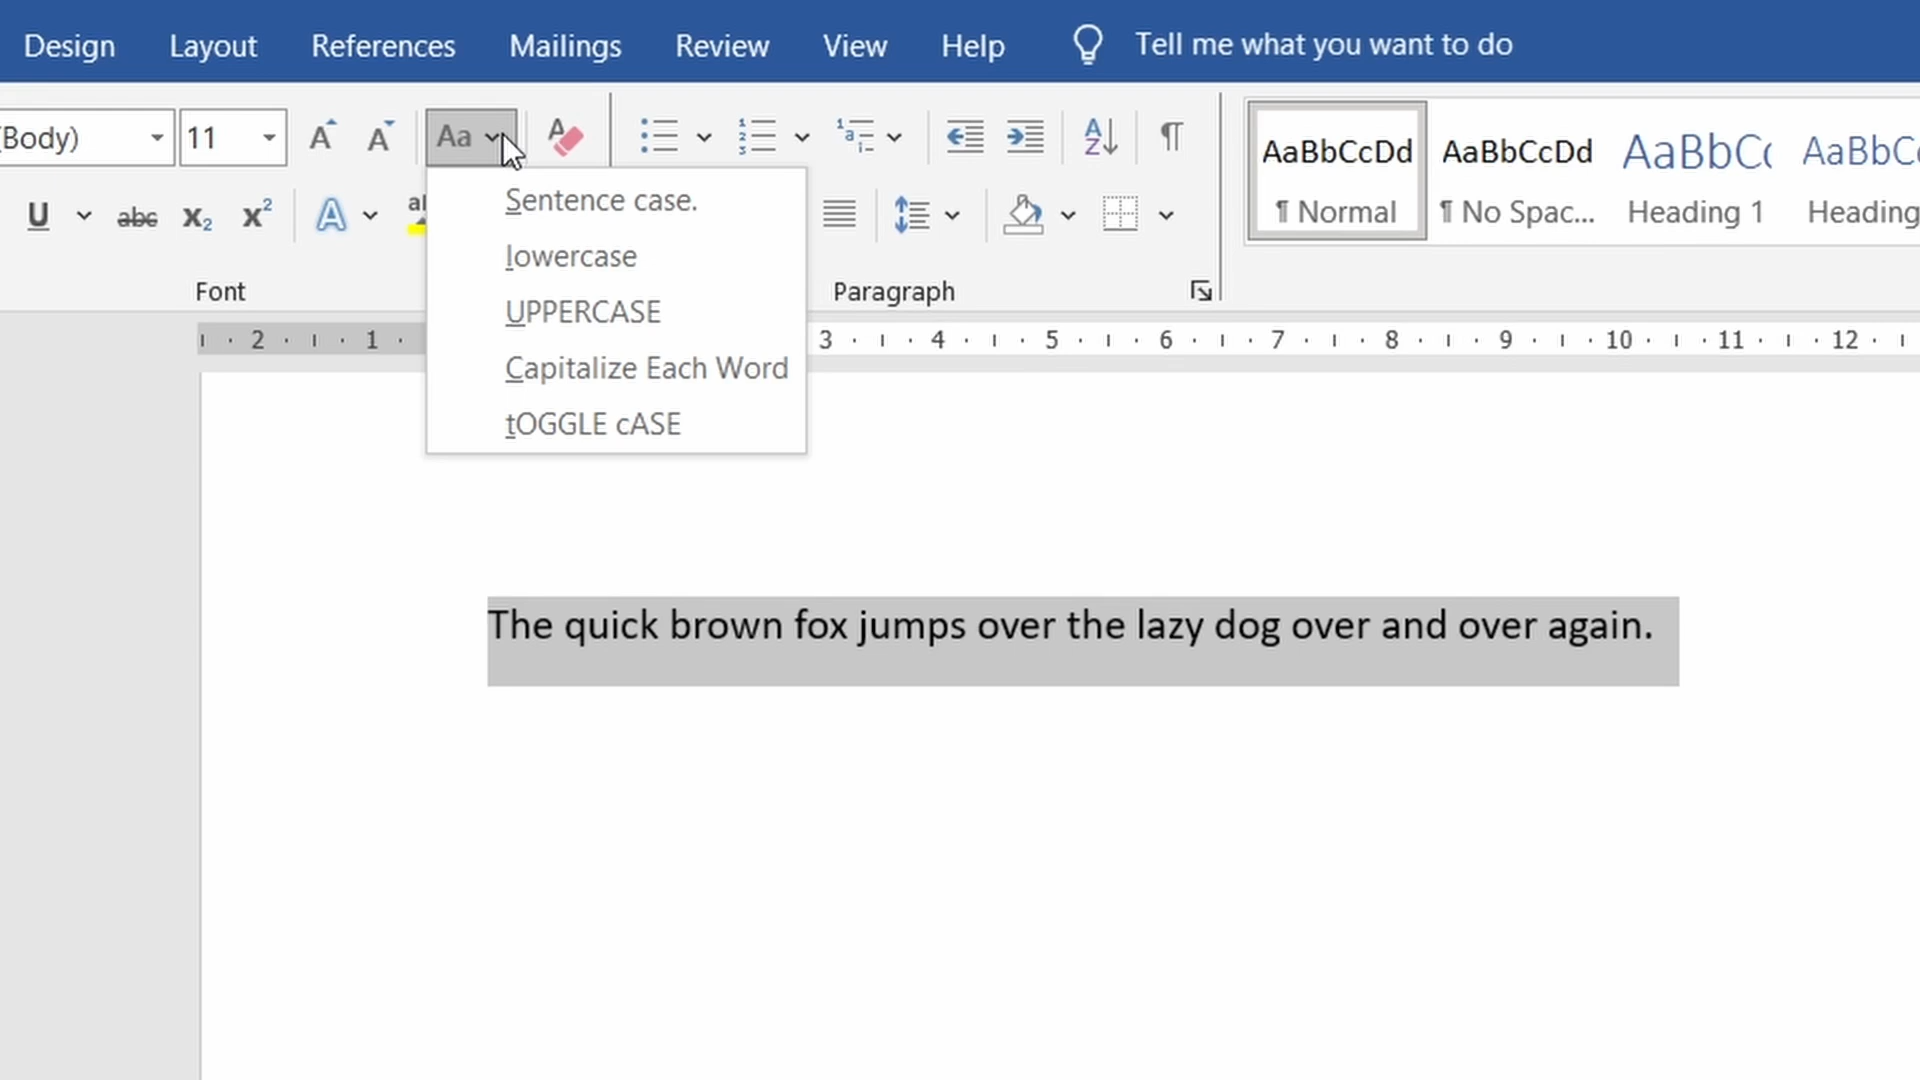 Design Layout References Mailings Review View Help Tell me what you want to do
(Body) 11 Aa
AaBbCcDd AaBbCcDd AaBbC AaBbC
U abc x₂ x² A
¶ Normal ¶ No Spac... Heading 1 Heading
Sentence case.
lowercase
UPPERCASE
Capitalize Each Word
tOGGLE cASE
Font Paragraph
2 1 3 4 5 6 7 8 9 10 11 12
The quick brown fox jumps over the lazy dog over and over again.